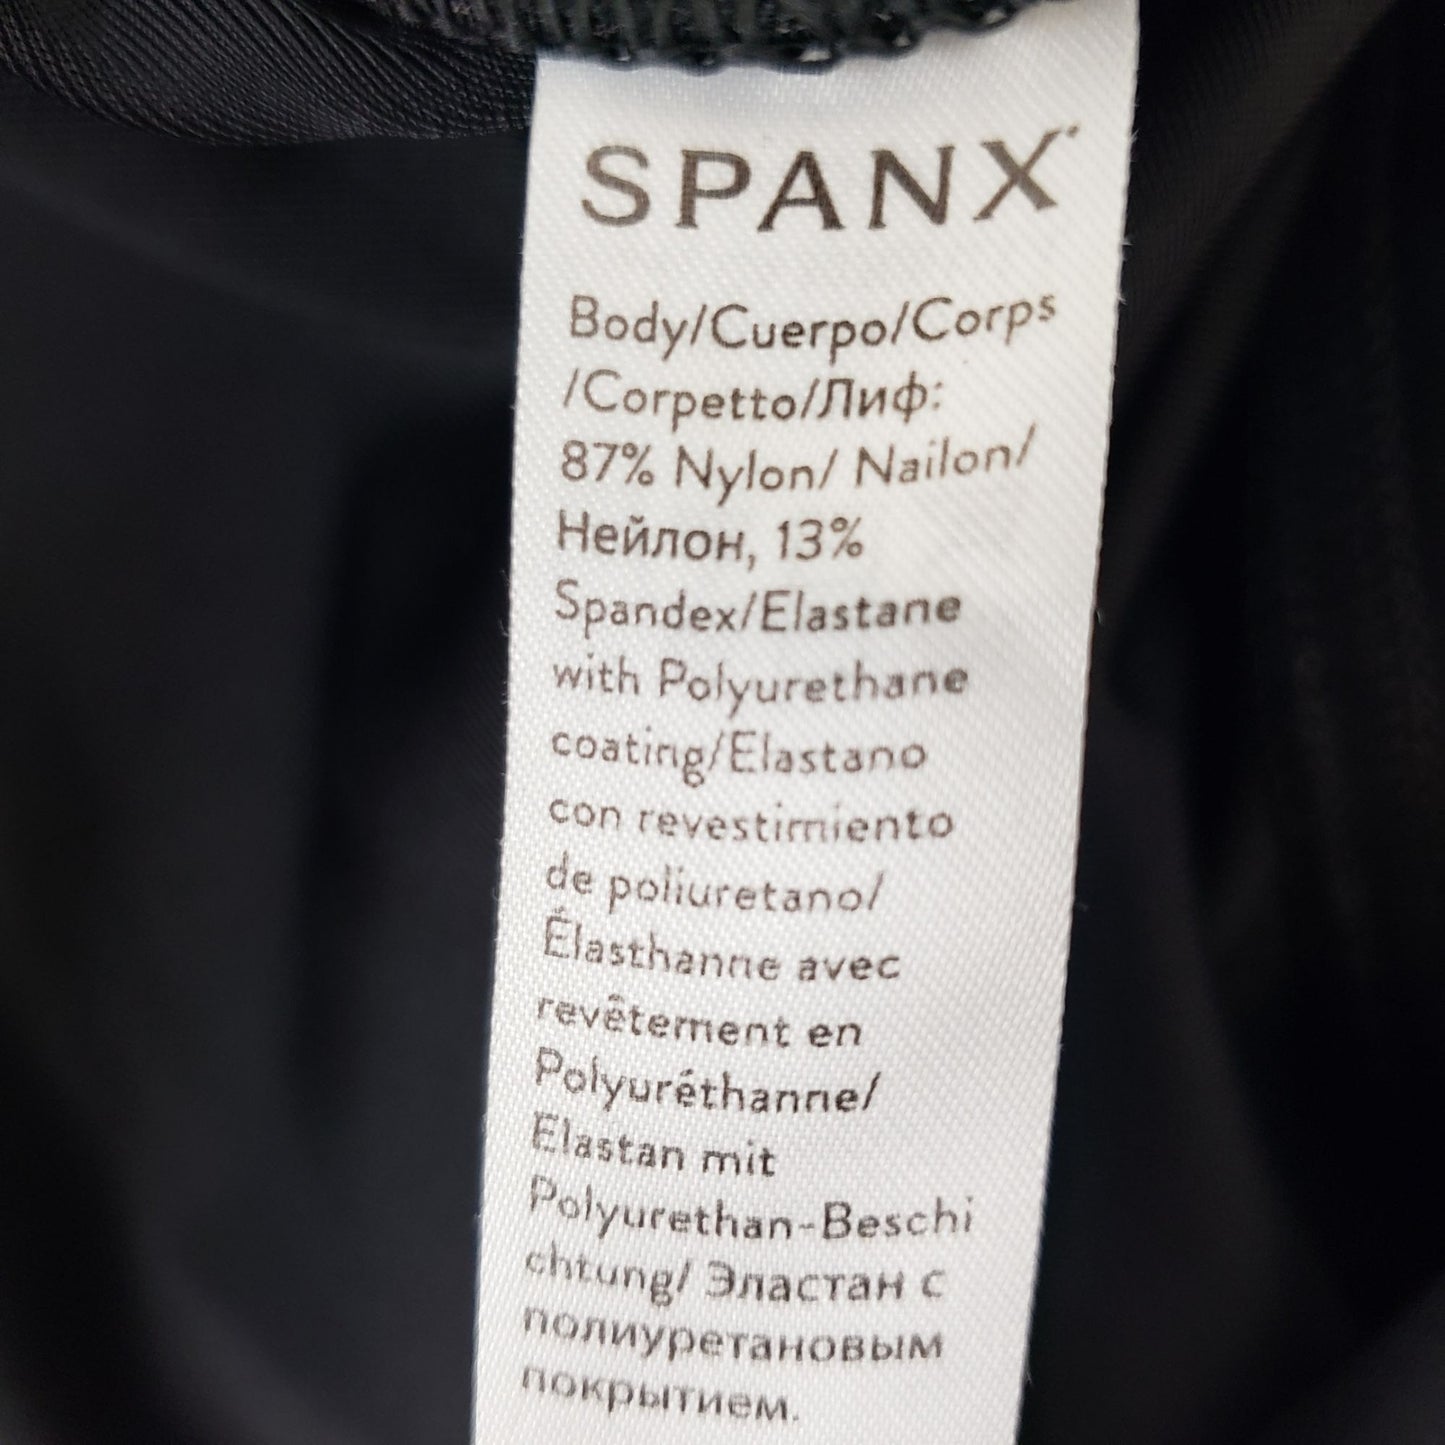 SPANX
Body/Cuerpo/Corps
/Corpetto/Лиф:
87% Nylon/ Nailon/
Нейлон, 13%
Spandex/Elastane
with Polyurethane
coating/Elastano
con revestimiento
de poliuretano/
Élasthanne avec
revêtement en
Polyuréthanne/
Elastan mit
Polyurethan-Beschi
chtung/ Эластан с
полиуретановым
покрытием.